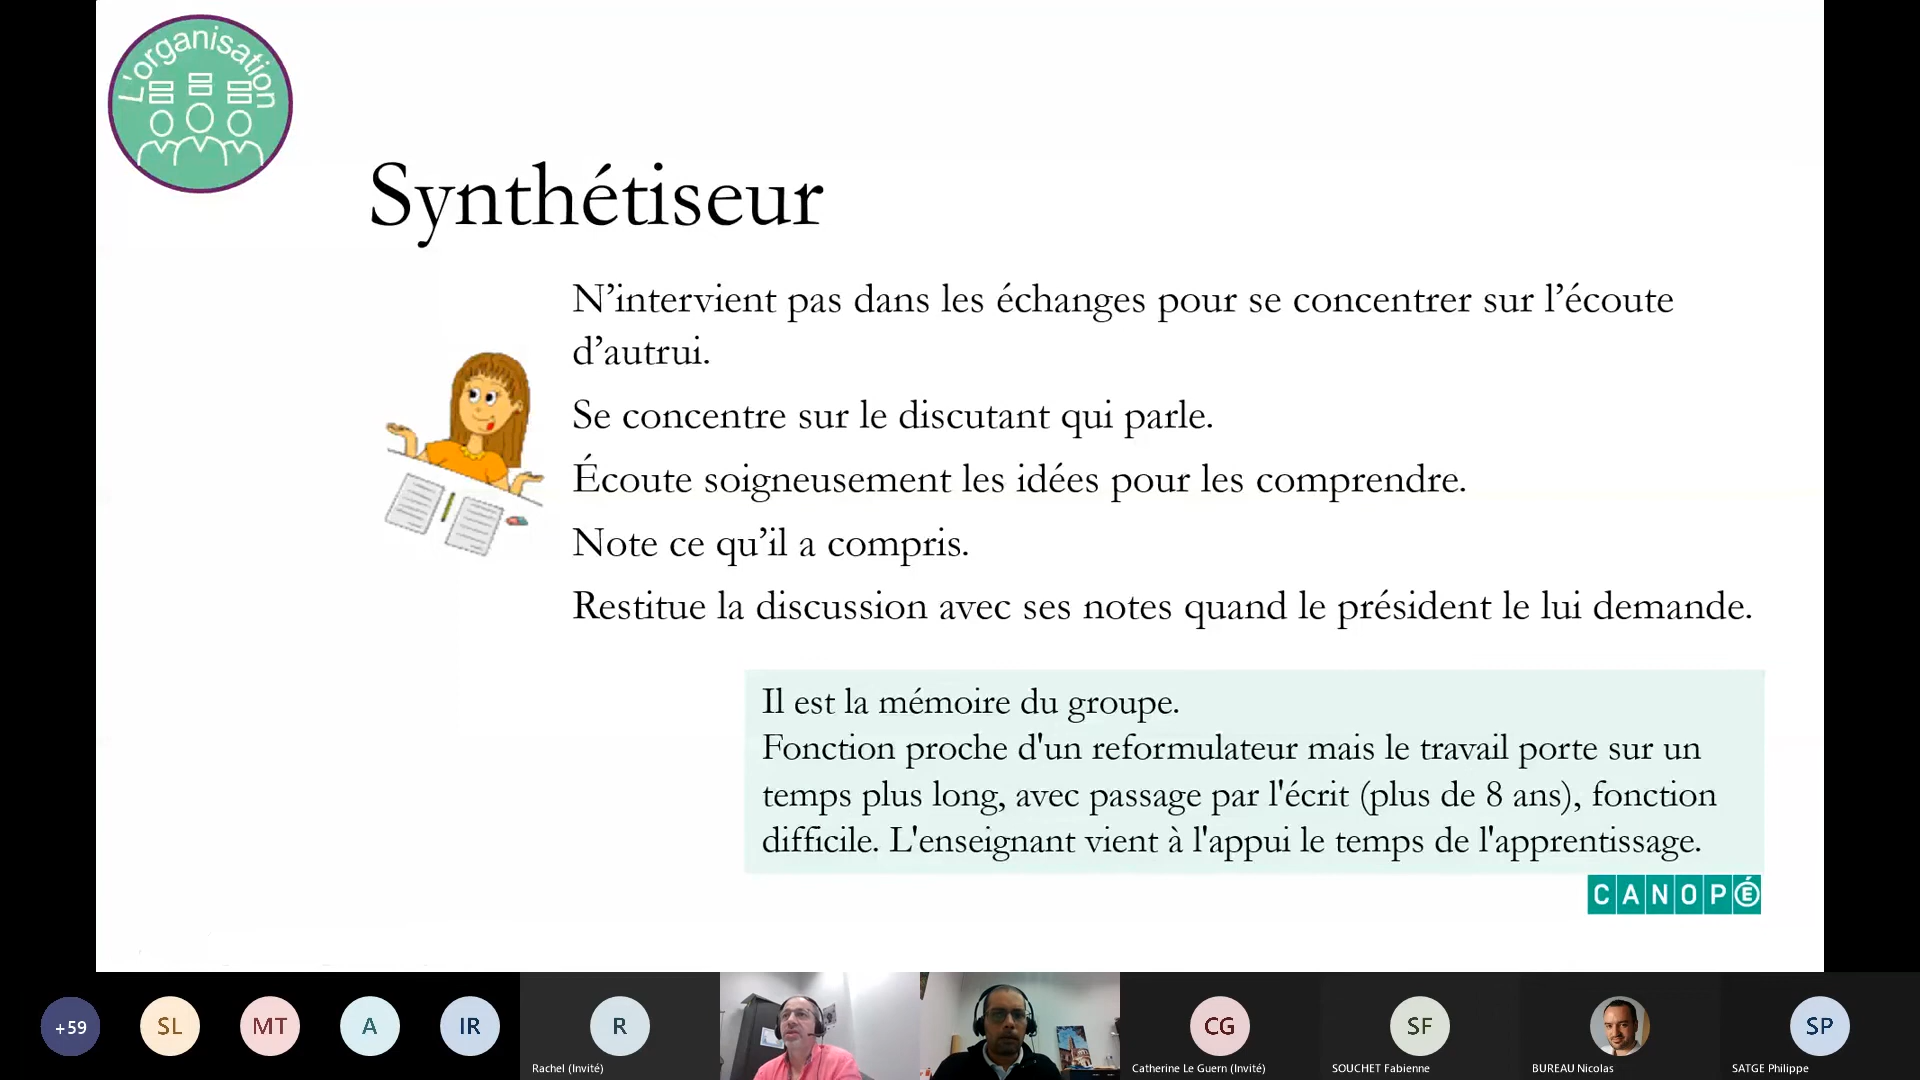 L'organisation
Synthétiseur
N’intervient pas dans les échanges pour se concentrer sur l’écoute
d’autrui.
Se concentre sur le discutant qui parle.
Écoute soigneusement les idées pour les comprendre.
Note ce qu’il a compris.
Restitue la discussion avec ses notes quand le président le lui demande.
Il est la mémoire du groupe.
Fonction proche d'un reformulateur mais le travail porte sur un
temps plus long, avec passage par l'écrit (plus de 8 ans), fonction
difficile. L'enseignant vient à l'appui le temps de l'apprentissage.
CANOPÉ
+59
SL
MT
A
IR
R
CG
SF
SP
Rachel (Invité)
Catherine Le Guern (Invité)
SOUCHET Fabienne
BUREAU Nicolas
SATGE Philippe